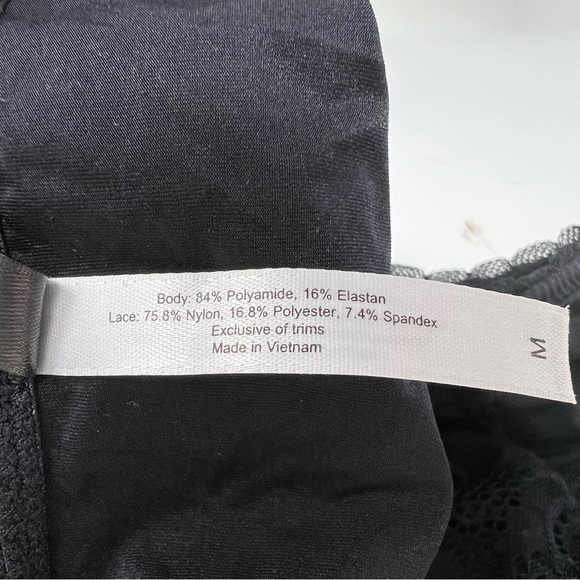 Body: 84% Polyamide, 16% Elastan
Lace: 75.8% Nylon, 16.8% Polyester, 7.4% Spandex
Exclusive of trims
Made in Vietnam
M